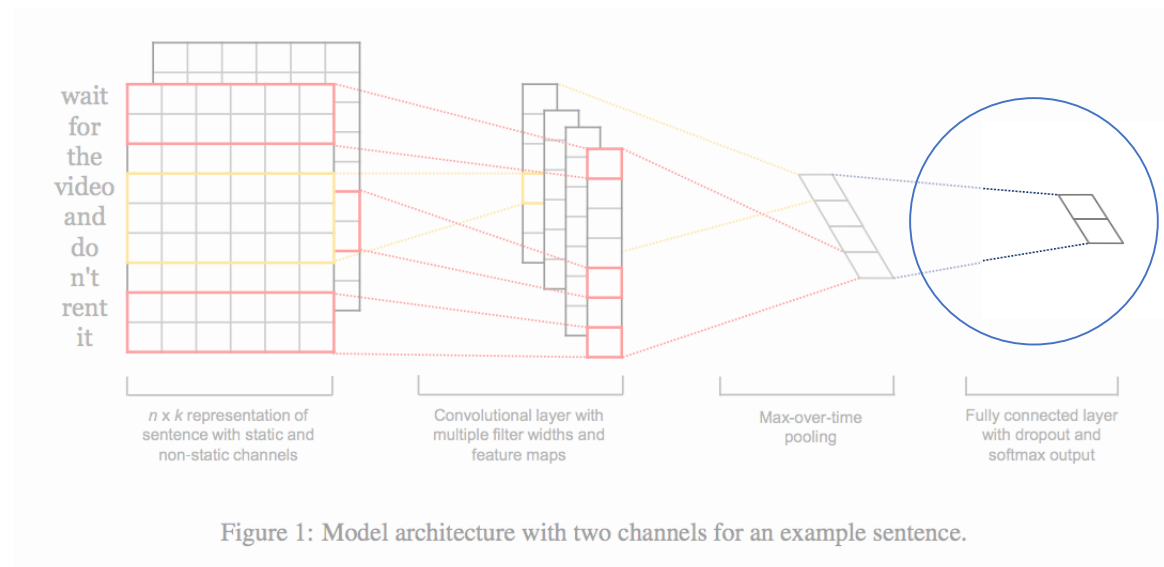 wait
for
the
video
and
do
n't
rent
it
n x k representation of
sentence with static and
non-static channels
Convolutional layer with
multiple filter widths and
feature maps
Max-over-time
pooling
Fully connected layer
with dropout and
softmax output
Figure 1: Model architecture with two channels for an example sentence.